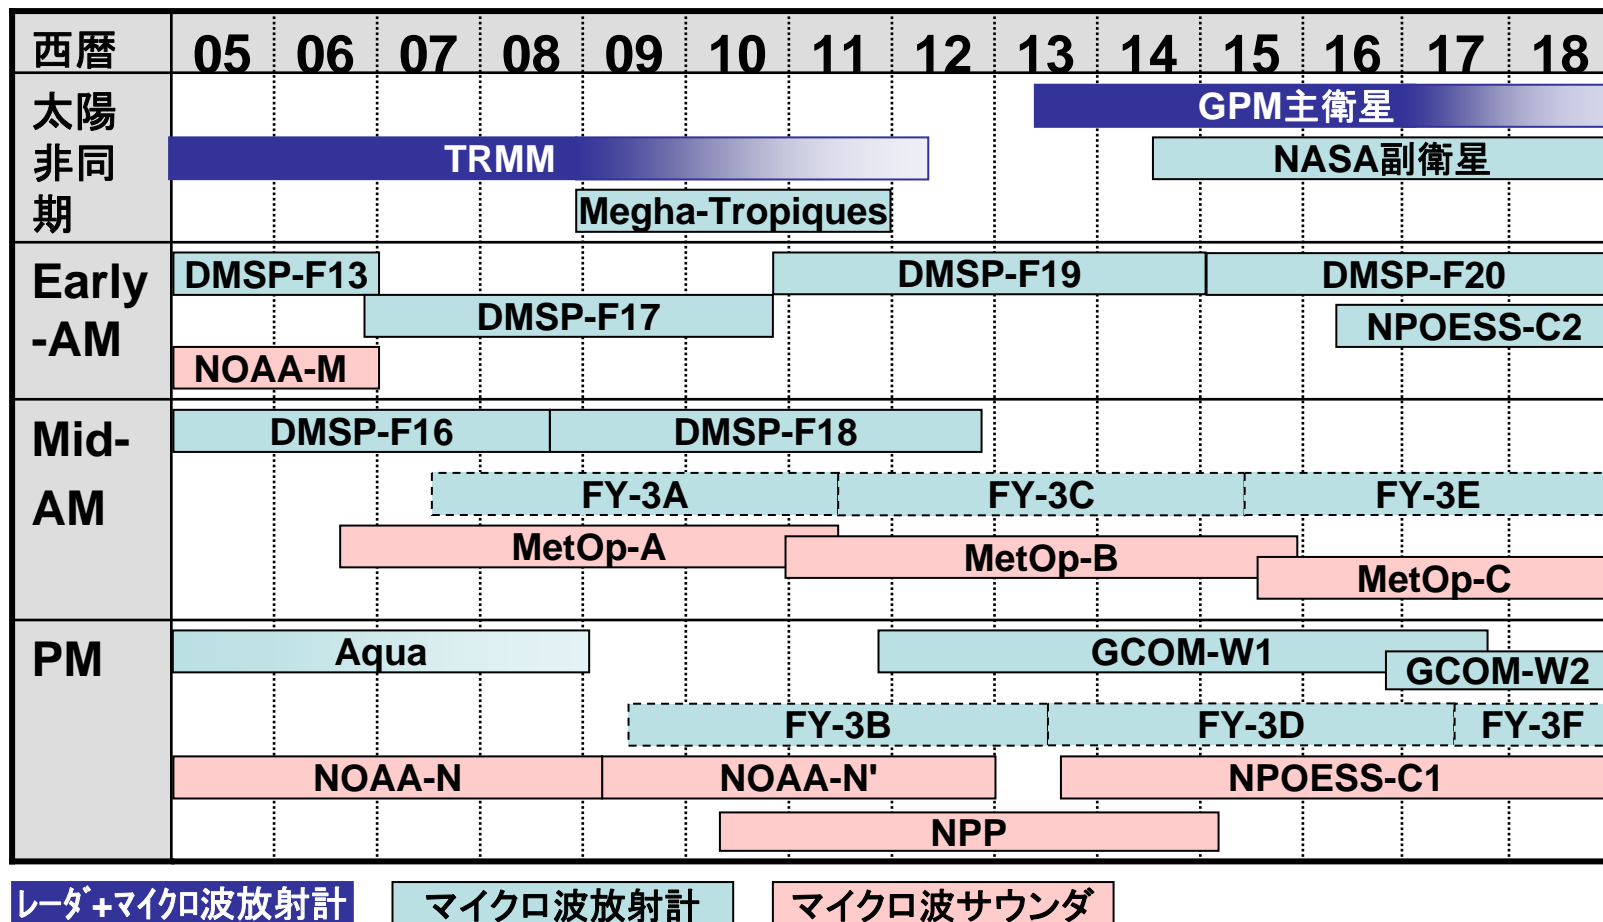 西暦 05 06 07 08 09 10 11 12 13 14 15 16 17 18
太陽
非同
期
GPM主衛星
TRMM
NASA副衛星
Megha-Tropiques
Early
-AM
DMSP-F13
DMSP-F19
DMSP-F20
DMSP-F17
NPOESS-C2
NOAA-M
Mid-
AM
DMSP-F16
DMSP-F18
FY-3A
FY-3C
FY-3E
MetOp-A
MetOp-B
MetOp-C
PM
Aqua
GCOM-W1
GCOM-W2
FY-3B
FY-3D
FY-3F
NOAA-N
NOAA-N'
NPOESS-C1
NPP
レーダ+マイクロ波放射計
マイクロ波放射計
マイクロ波サウンダ